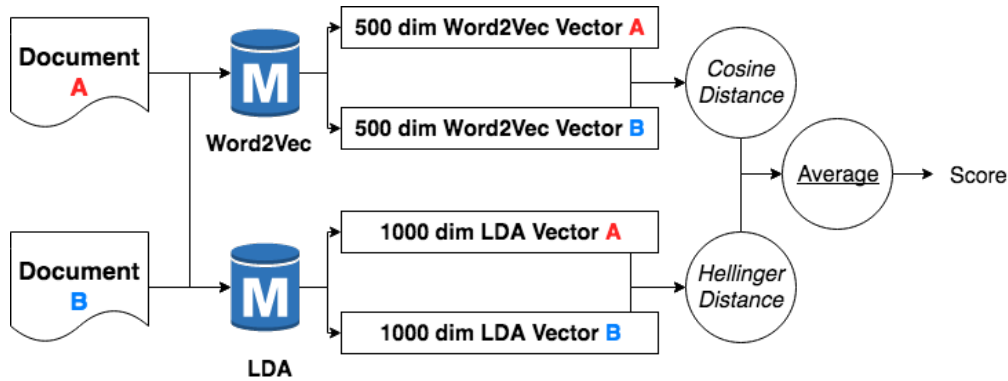 Document
A
M
Word2Vec
500 dim Word2Vec Vector A
500 dim Word2Vec Vector B
Cosine
Distance
Average
Score
Document
B
M
LDA
1000 dim LDA Vector A
1000 dim LDA Vector B
Hellinger
Distance